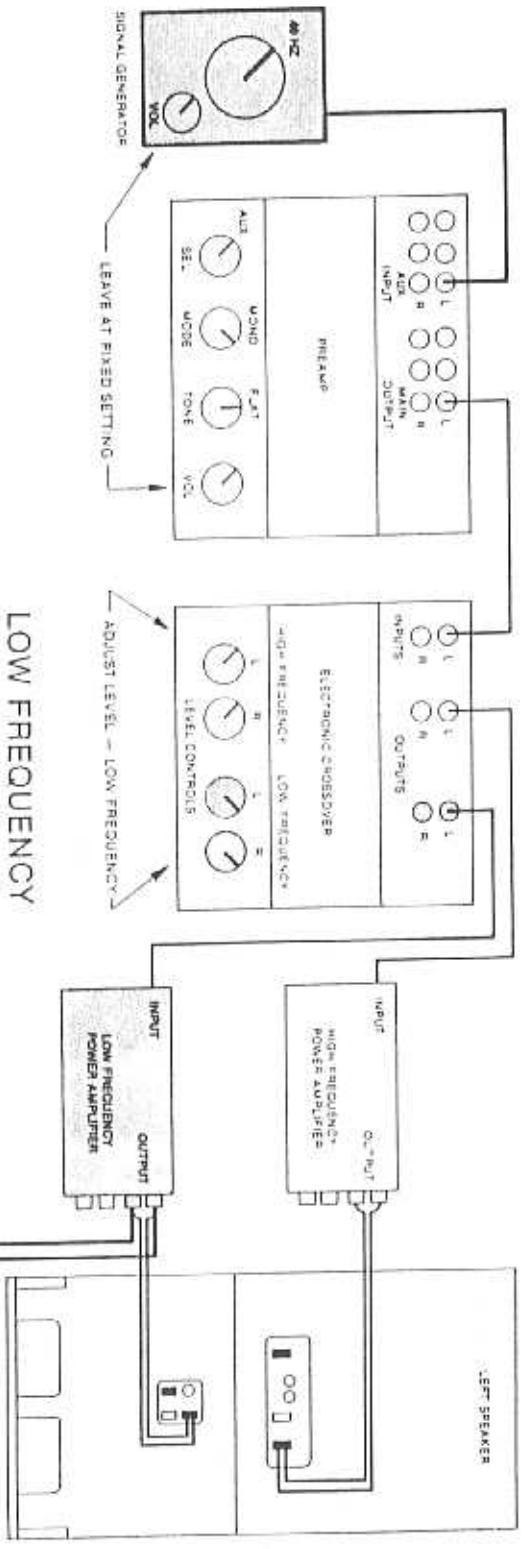 40 HZ
VOL
SIGNAL GENERATOR
L
R
AUX
INPUT
L
R
MAIN
OUTPUT
PREAMP
AUX
SEL
MONO
MODE
FLAT
TONE
VOL
LEAVE AT FIXED SETTING
L
R
INPUTS
L
R
OUTPUTS
L
R
ELECTRONIC CROSSOVER
HIGH FREQUENCY
LOW FREQUENCY
L
R
L
R
LEVEL CONTROLS
ADJUST LEVEL — LOW FREQUENCY
INPUT
HIGH FREQUENCY
POWER AMPLIFIER
OUTPUT
INPUT
LOW FREQUENCY
POWER AMPLIFIER
OUTPUT
LEFT SPEAKER
LOW FREQUENCY